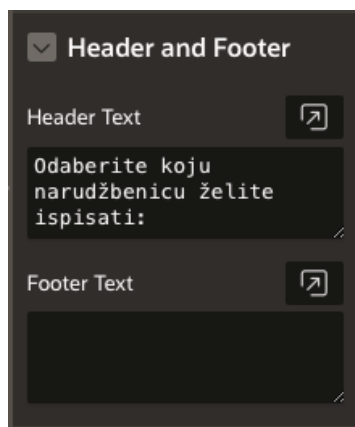 Header and Footer
Header Text
Odaberite koju
narudžbenicu želite
ispisati:
Footer Text